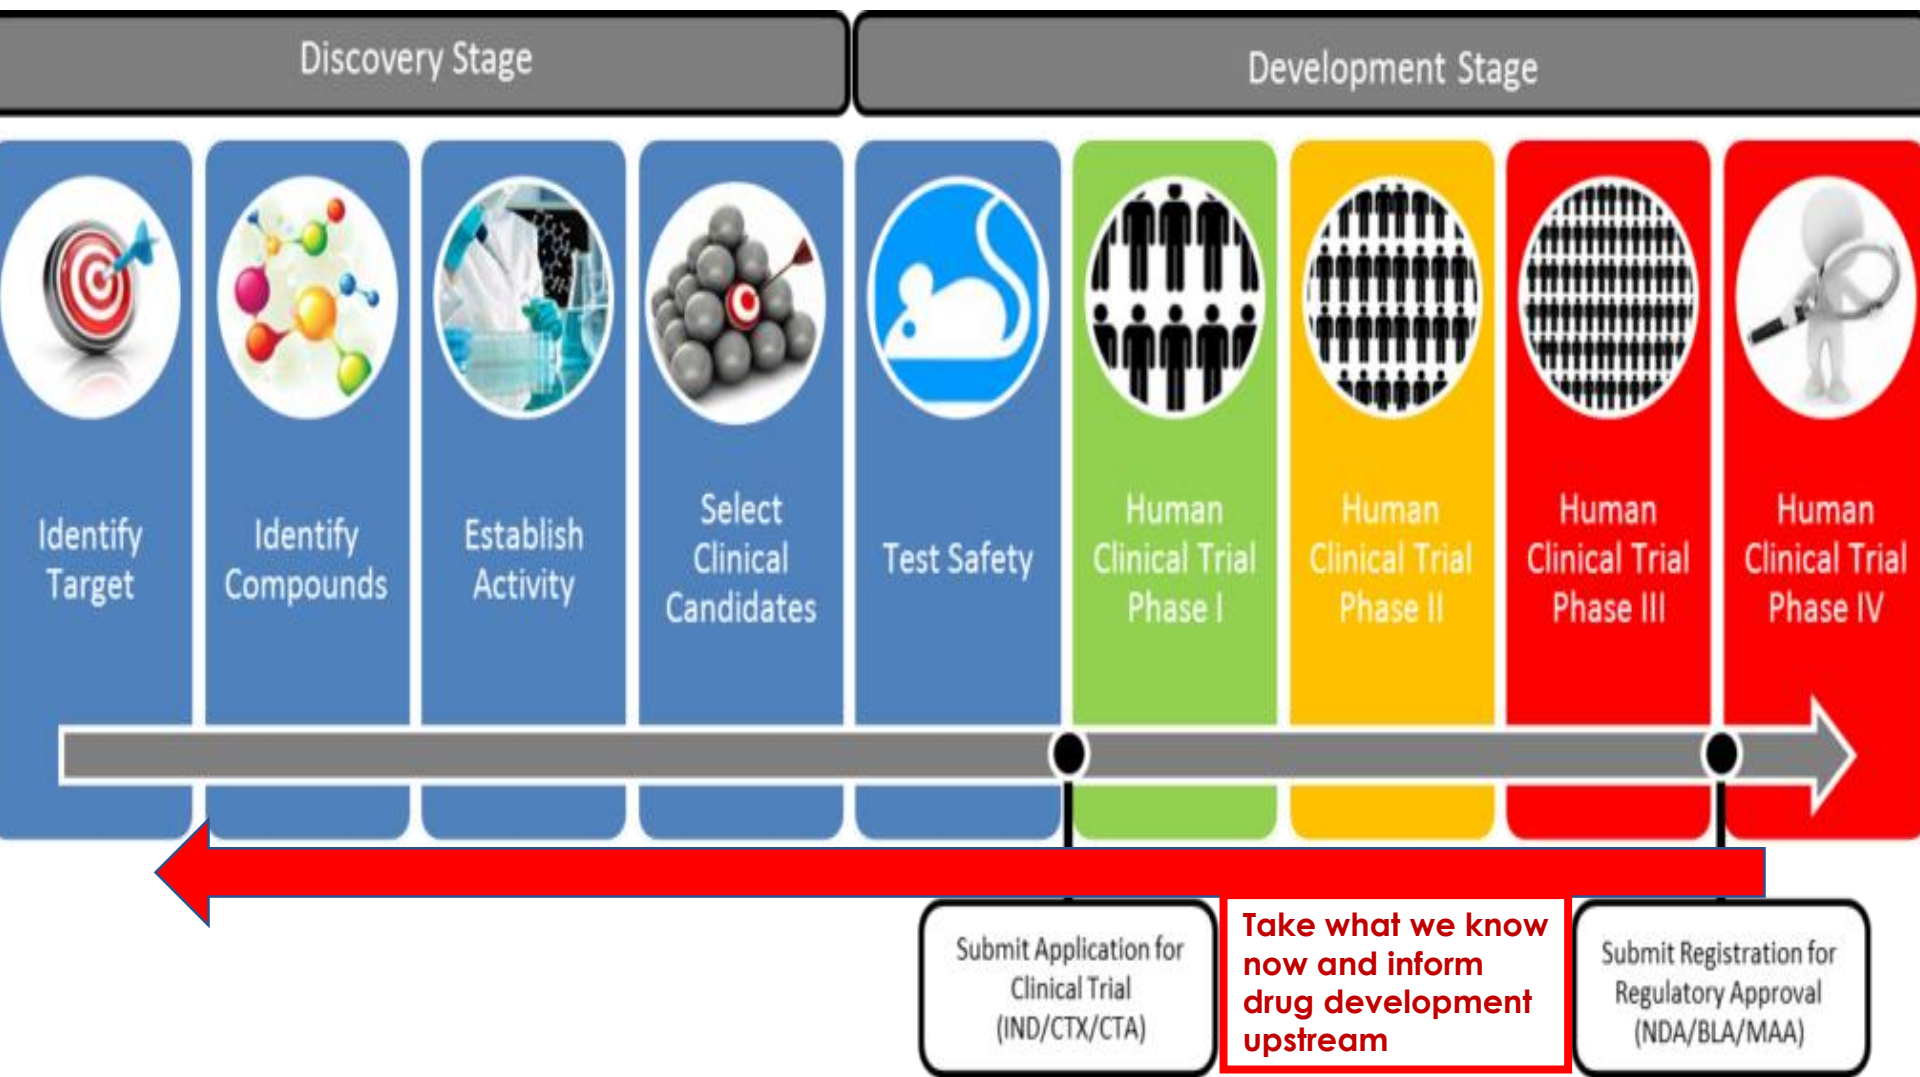 Discovery Stage
Development Stage
Identify
Target
Identify
Compounds
Establish
Activity
Select
Clinical
Candidates
Test Safety
Human
Clinical Trial
Phase I
Human
Clinical Trial
Phase II
Human
Clinical Trial
Phase III
Human
Clinical Trial
Phase IV
Submit Application for
Clinical Trial
(IND/CTX/CTA)
Take what we know
now and inform
drug development
upstream
Submit Registration for
Regulatory Approval
(NDA/BLA/MAA)